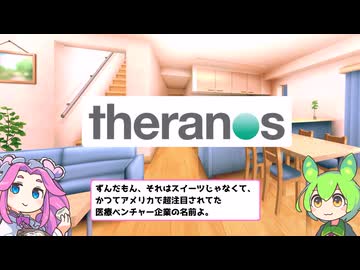 theranos
ずんだもん、それはスイーツじゃなくて、
かつてアメリカで超注目されてた
医療ベンチャー企業の名前よ。